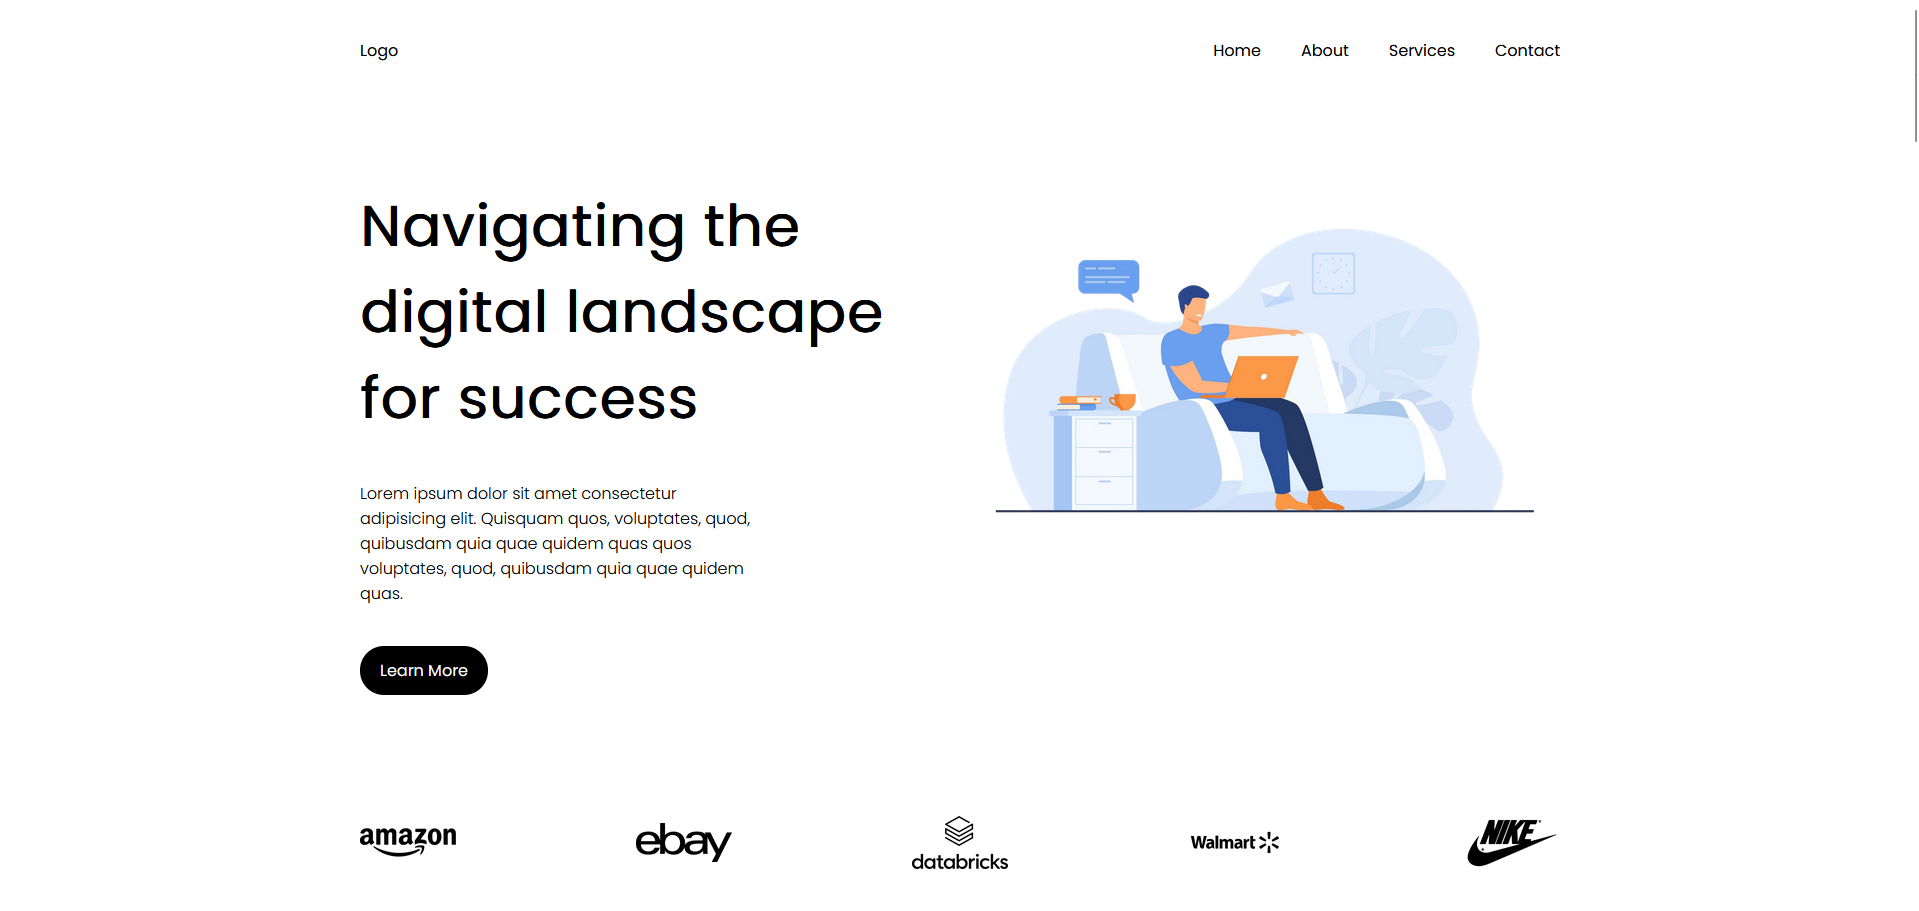 Logo
Home About Services Contact
Navigating the
digital landscape
for success
Lorem ipsum dolor sit amet consectetur
adipisicing elit. Quisquam quos, voluptates, quod,
quibusdam quia quae quidem quas quos
voluptates, quod, quibusdam quia quae quidem
quas.
Learn More
amazon
ebay
databricks
Walmart
NIKE